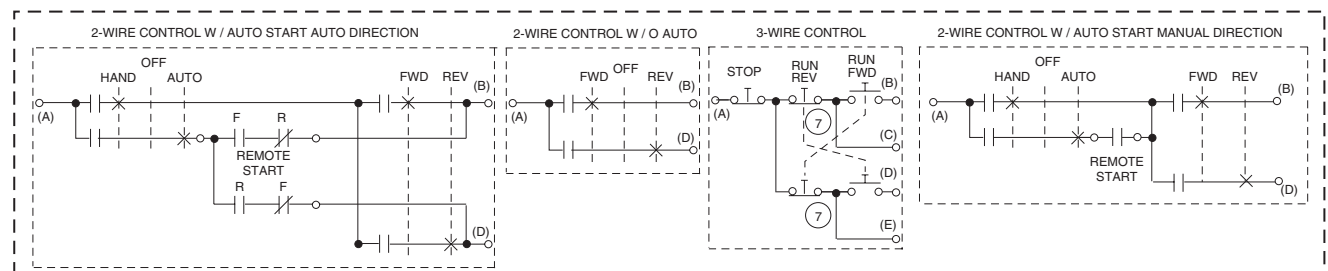 2-WIRE CONTROL W / AUTO START AUTO DIRECTION
OFF
HAND AUTO FWD REV (B)
(A)
F R
REMOTE
START
R F
(D)
2-WIRE CONTROL W / O AUTO
OFF
FWD REV (B)
(A)
(D)
3-WIRE CONTROL
STOP RUN REV RUN FWD (B)
(A)
7
(C)
(D)
7
(E)
2-WIRE CONTROL W / AUTO START MANUAL DIRECTION
OFF
HAND AUTO FWD REV
(B)
(A)
REMOTE
START
(D)